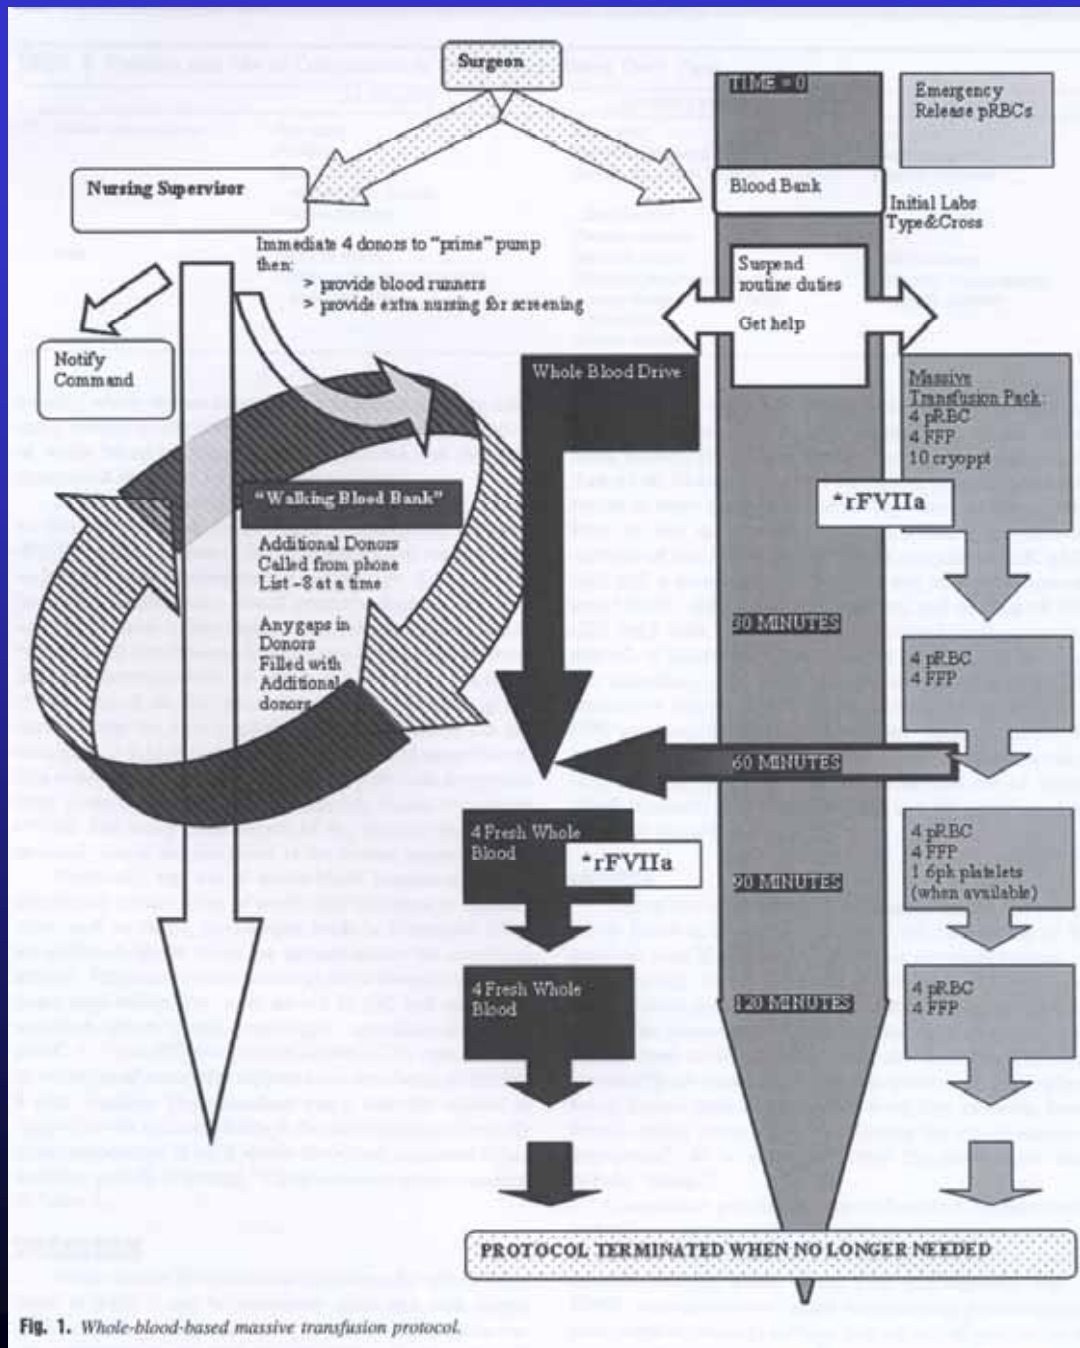 Surgeon
TIME = 0
Emergency
Release pRBCs
Nursing Supervisor
Blood Bank
Initial Labs
Type&Cross
Immediate 4 donors to "prime" pump
then:
> provide blood runners
> provide extra nursing for screening
Suspend
routine duties
Get help
Notify
Command
Whole Blood Drive
Massive
Transfusion Pack:
4 pRBC
4 FFP
10 cryoppt
*rFVIIa
"Walking Blood Bank"
Additional Donors
Called from phone
List -8 at a time
Any gaps in
Donors
Filled with
Additional
donors
30 MINUTES
4 pRBC
4 FFP
60 MINUTES
4 Fresh Whole
Blood
*rFVIIa
90 MINUTES
4 pRBC
4 FFP
1 6pk platelets
(when available)
4 Fresh Whole
Blood
120 MINUTES
4 pRBC
4 FFP
PROTOCOL TERMINATED WHEN NO LONGER NEEDED
Fig. 1. Whole-blood-based massive transfusion protocol.